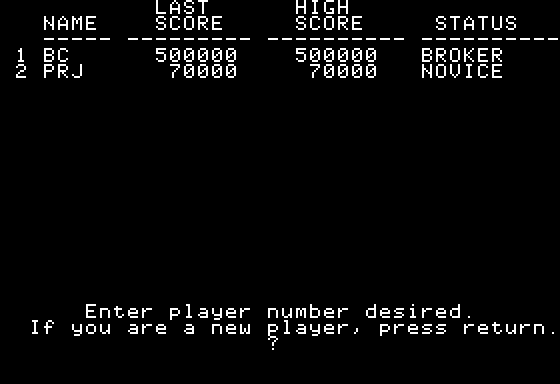 LAST HIGH
NAME SCORE SCORE STATUS
----- --------- ---------- ----------
1 BC 500000 500000 BROKER
2 PRJ 70000 70000 NOVICE
Enter player number desired.
If you are a new player, press return.
?